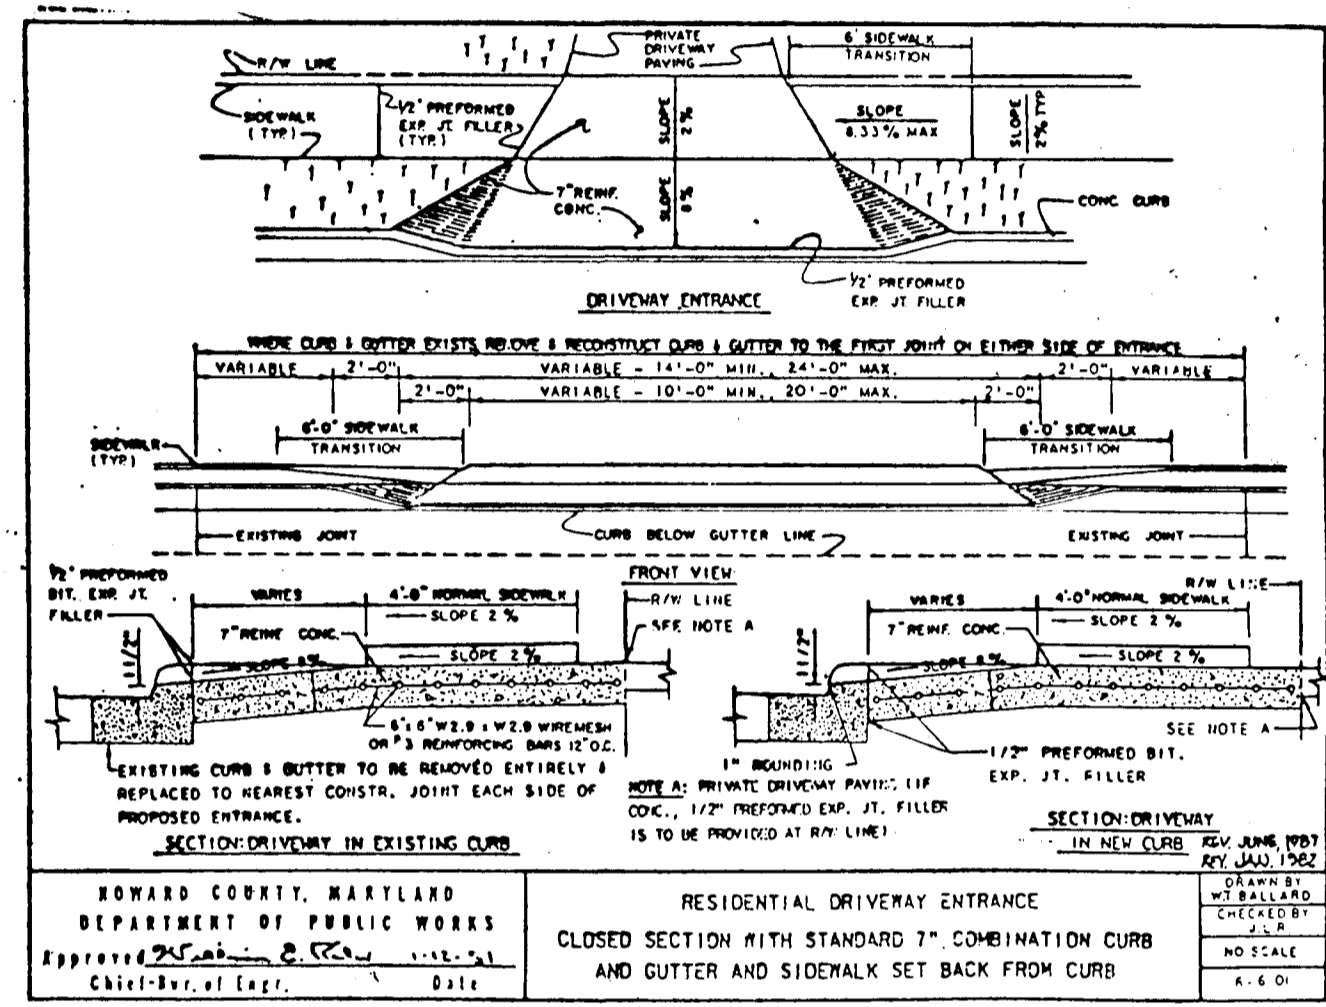 PRIVATE
DRIVEWAY
PAVING
6' SIDEWALK
TRANSITION
R/W LINE
SIDEWALK
(TYP.)
1/2" PREFORMED
EXP. JT. FILLER
(TYP.)
SLOPE
2%
SLOPE
8.33% MAX
SLOPE
2% TYP
7" REINF.
CONC.
SLOPE
8%
CONC CURB
1/2" PREFORMED
EXP. JT. FILLER
DRIVEWAY ENTRANCE
WHERE CURB & GUTTER EXISTS, REMOVE & RECONSTRUCT CURB & GUTTER TO THE FIRST JOINT ON EITHER SIDE OF ENTRANCE
VARIABLE 2'-0" VARIABLE - 14'-0" MIN., 24'-0" MAX. 2'-0" VARIABLE
2'-0" VARIABLE - 10'-0" MIN., 20'-0" MAX. 2'-0"
6'-0" SIDEWALK
TRANSITION
6'-0" SIDEWALK
TRANSITION
SIDEWALK
(TYP.)
EXISTING JOINT
CURB BELOW GUTTER LINE
EXISTING JOINT
FRONT VIEW
1/2" PREFORMED
BIT. EXP. JT.
FILLER
VARIES
4'-0" NORMAL SIDEWALK
SLOPE 2%
R/W LINE
SEE NOTE A
7" REINF CONC.
SLOPE 2%
SLOPE 8%
1 1/2"
6" x 6" W2.9 x W2.9 WIREMESH
OR #3 REINFORCING BARS 12" O.C.
EXISTING CURB & GUTTER TO BE REMOVED ENTIRELY &
REPLACED TO NEAREST CONSTR. JOINT EACH SIDE OF
PROPOSED ENTRANCE.
SECTION: DRIVEWAY IN EXISTING CURB
R/W LINE
VARIES
4'-0" NORMAL SIDEWALK
SLOPE 2%
7" REINF. CONC.
SLOPE 2%
SLOPE 8%
1 1/2"
SEE NOTE A
1" ROUNDING
1/2" PREFORMED BIT.
EXP. JT. FILLER
NOTE A: PRIVATE DRIVEWAY PAVING (IF
CONC., 1/2" PREFORMED EXP. JT. FILLER
IS TO BE PROVIDED AT R/W LINE)
SECTION: DRIVEWAY
IN NEW CURB
REV. JUNE, 1987
REV. JAN. 1982
HOWARD COUNTY, MARYLAND
DEPARTMENT OF PUBLIC WORKS
Approved
Chief-Bur. of Engr. Date
RESIDENTIAL DRIVEWAY ENTRANCE
CLOSED SECTION WITH STANDARD 7" COMBINATION CURB
AND GUTTER AND SIDEWALK SET BACK FROM CURB
DRAWN BY
W.T. BALLARD
CHECKED BY
J.L.R
NO SCALE
R-6.01